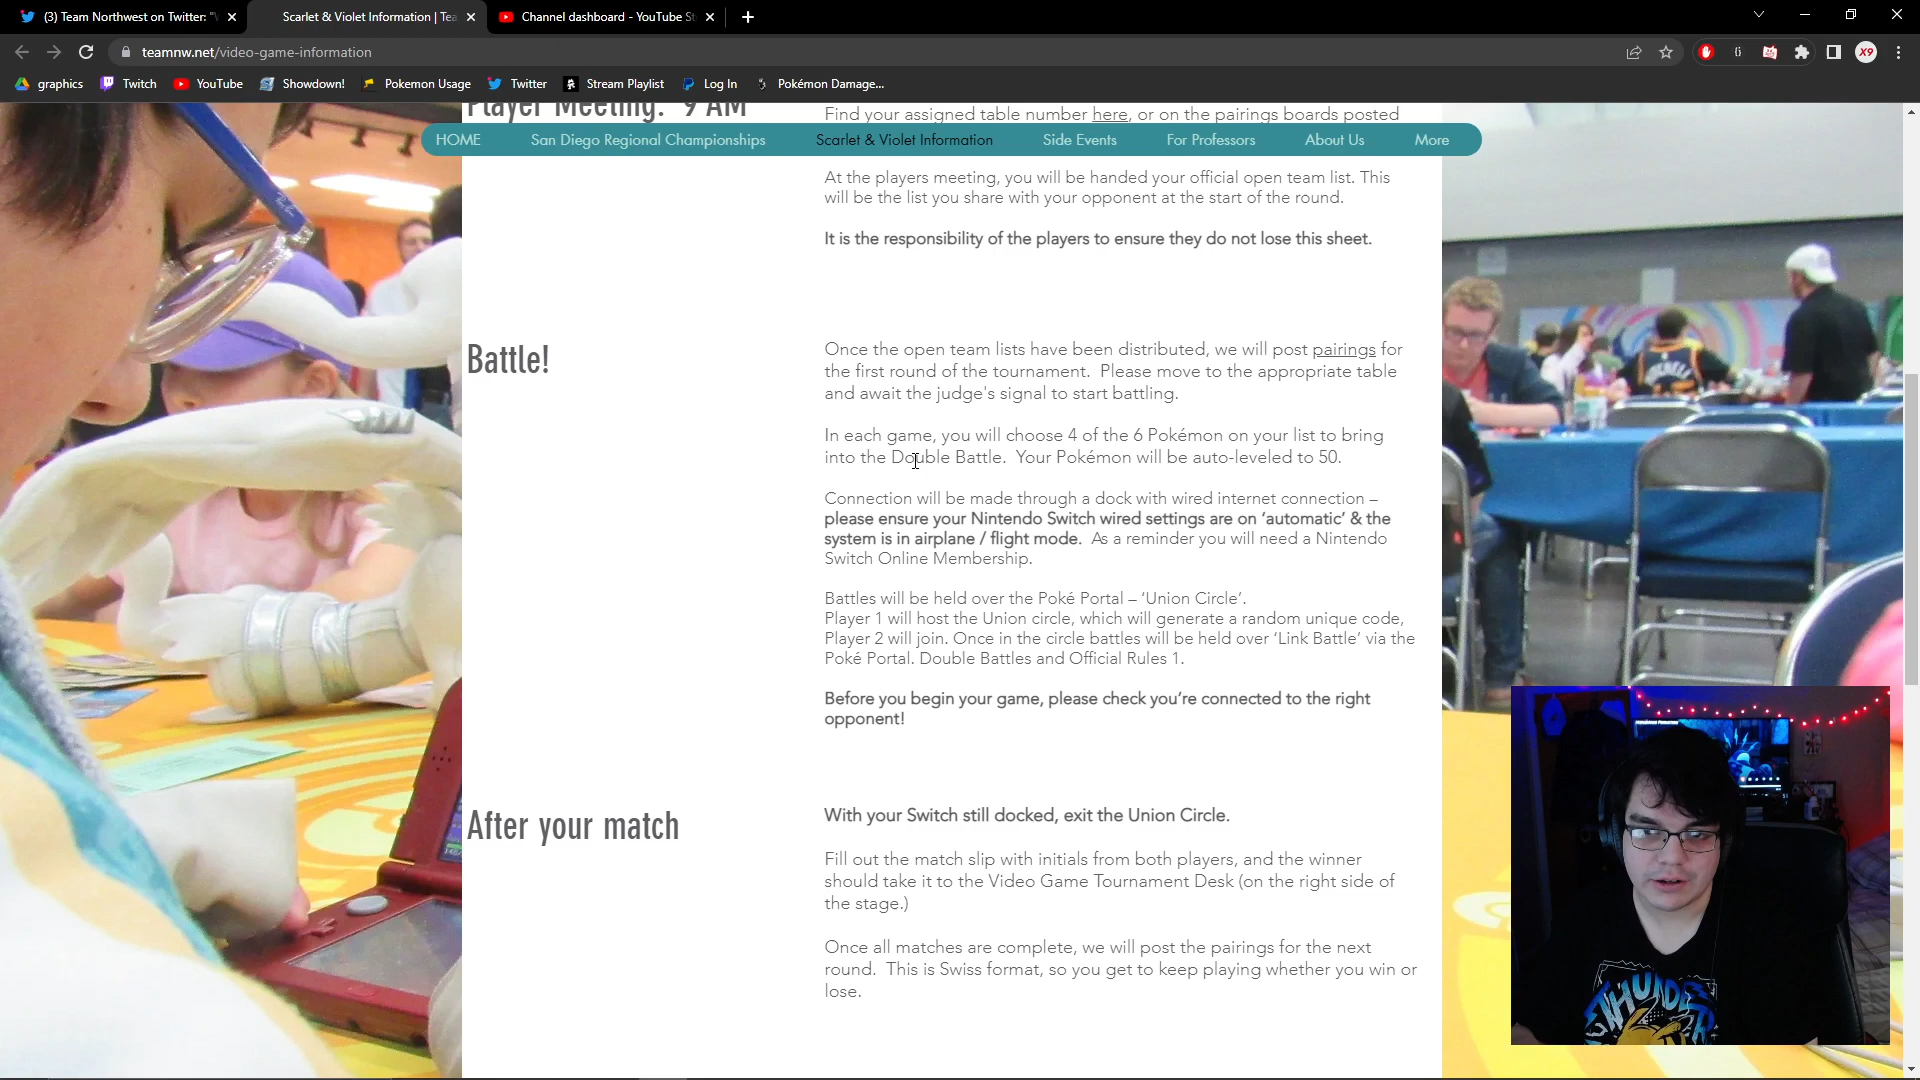 (3) Team Northwest on Twitter: "
Scarlet & Violet Information | Tea
Channel dashboard - YouTube St
teamnw.net/video-game-information
X9
graphics
Twitch
YouTube
Showdown!
Pokemon Usage
Twitter
Stream Playlist
Log In
Pokémon Damage...
Player Meeting: 9 AM
Find your assigned table number here, or on the pairings boards posted
HOME
San Diego Regional Championships
Scarlet & Violet Information
Side Events
For Professors
About Us
More
At the players meeting, you will be handed your official open team list. This
will be the list you share with your opponent at the start of the round.
It is the responsibility of the players to ensure they do not lose this sheet.
Battle!
Once the open team lists have been distributed, we will post pairings for
the first round of the tournament. Please move to the appropriate table
and await the judge's signal to start battling.
In each game, you will choose 4 of the 6 Pokémon on your list to bring
into the Double Battle. Your Pokémon will be auto-leveled to 50.
Connection will be made through a dock with wired internet connection –
please ensure your Nintendo Switch wired settings are on ‘automatic’ & the
system is in airplane / flight mode. As a reminder you will need a Nintendo
Switch Online Membership.
Battles will be held over the Poké Portal – ‘Union Circle’.
Player 1 will host the Union circle, which will generate a random unique code,
Player 2 will join. Once in the circle battles will be held over ‘Link Battle’ via the
Poké Portal. Double Battles and Official Rules 1.
Before you begin your game, please check you’re connected to the right
opponent!
After your match
With your Switch still docked, exit the Union Circle.
Fill out the match slip with initials from both players, and the winner
should take it to the Video Game Tournament Desk (on the right side of
the stage.)
Once all matches are complete, we will post the pairings for the next
round. This is Swiss format, so you get to keep playing whether you win or
lose.